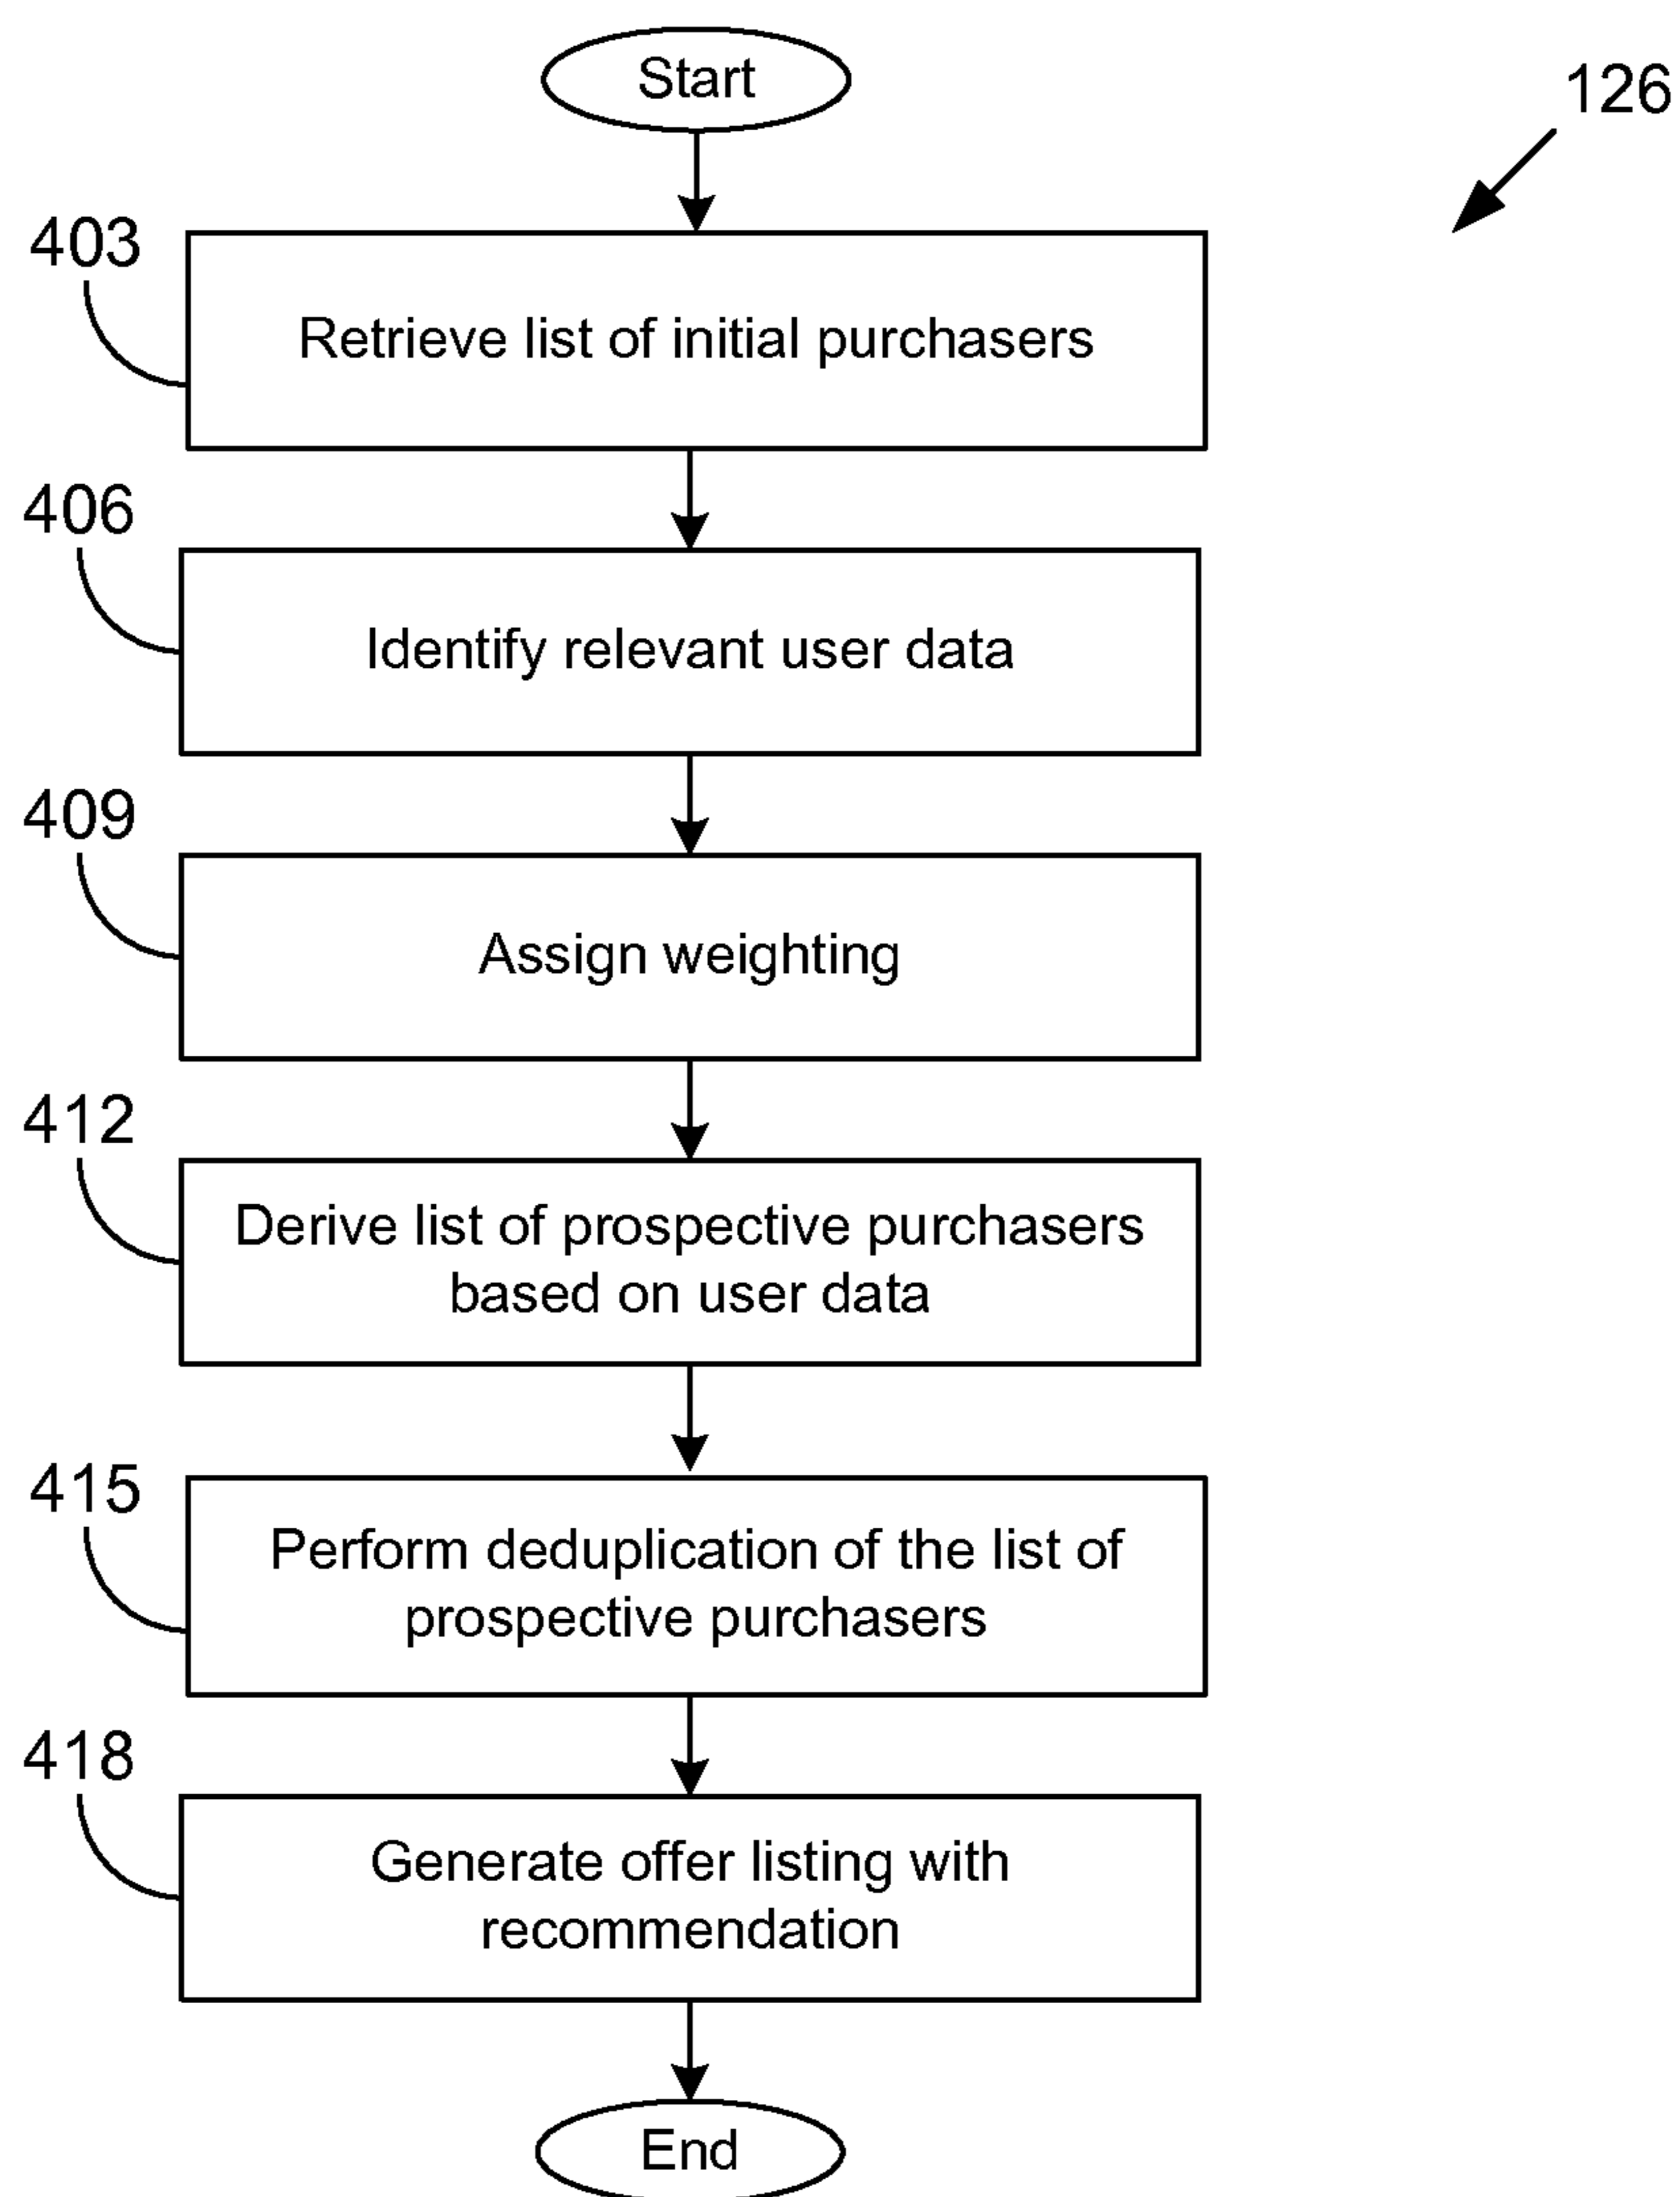 Start
126
403
Retrieve list of initial purchasers
406
Identify relevant user data
409
Assign weighting
412
Derive list of prospective purchasers
based on user data
415
Perform deduplication of the list of
prospective purchasers
418
Generate offer listing with
recommendation
End